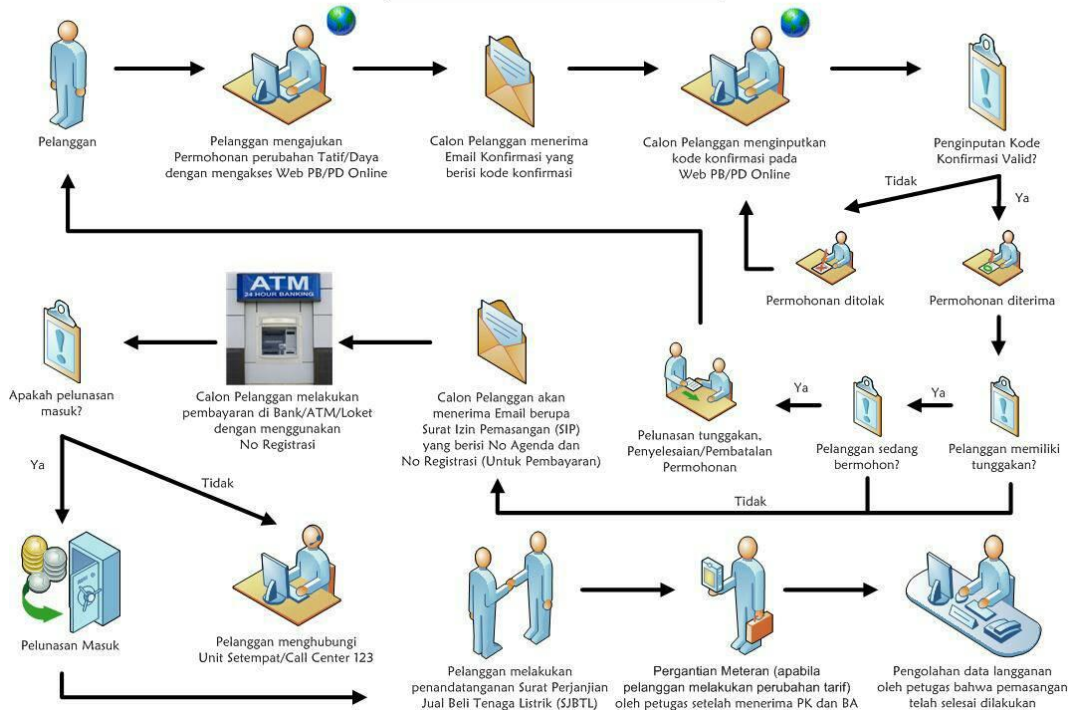 Pelanggan
Pelanggan mengajukan
Permohonan perubahan Tatif/Daya
dengan mengakses Web PB/PD Online
Calon Pelanggan menerima
Email Konfirmasi yang
berisi kode konfirmasi
Calon Pelanggan menginputkan
kode konfirmasi pada
Web PB/PD Online
Penginputan Kode
Konfirmasi Valid?
Tidak
Ya
Permohonan ditolak
Permohonan diterima
Ya
Pelanggan memiliki
tunggakan?
Ya
Pelanggan sedang
bermohon?
Pelunasan tunggakan,
Penyelesaian/Pembatalan
Permohonan
Tidak
Calon Pelanggan akan
menerima Email berupa
Surat Izin Pemasangan (SIP)
yang berisi No Agenda dan
No Registrasi (Untuk Pembayaran)
ATM
24 HOUR BANKING
Calon Pelanggan melakukan
pembayaran di Bank/ATM/Loket
dengan menggunakan
No Registrasi
Apakah pelunasan
masuk?
Ya
Tidak
Pelunasan Masuk
Pelanggan menghubungi
Unit Setempat/Call Center 123
Pelanggan melakukan
penandatanganan Surat Perjanjian
Jual Beli Tenaga Listrik (SJBTL)
Pergantian Meteran (apabila
pelanggan melakukan perubahan tarif)
oleh petugas setelah menerima PK dan BA
Pengolahan data langganan
oleh petugas bahwa pemasangan
telah selesai dilakukan